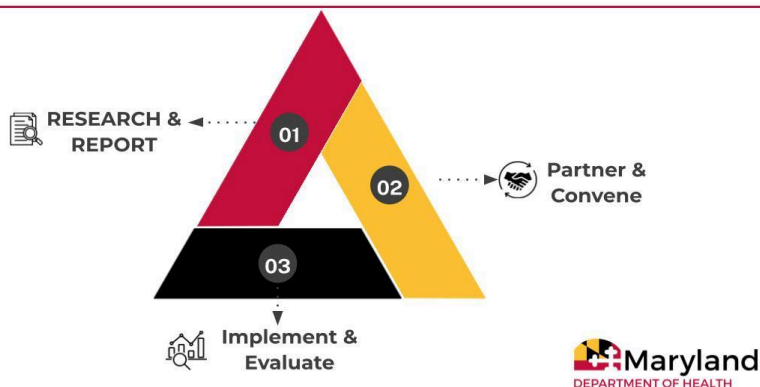 01
RESEARCH &
REPORT
02
Partner &
Convene
03
Implement &
Evaluate
Maryland
DEPARTMENT OF HEALTH